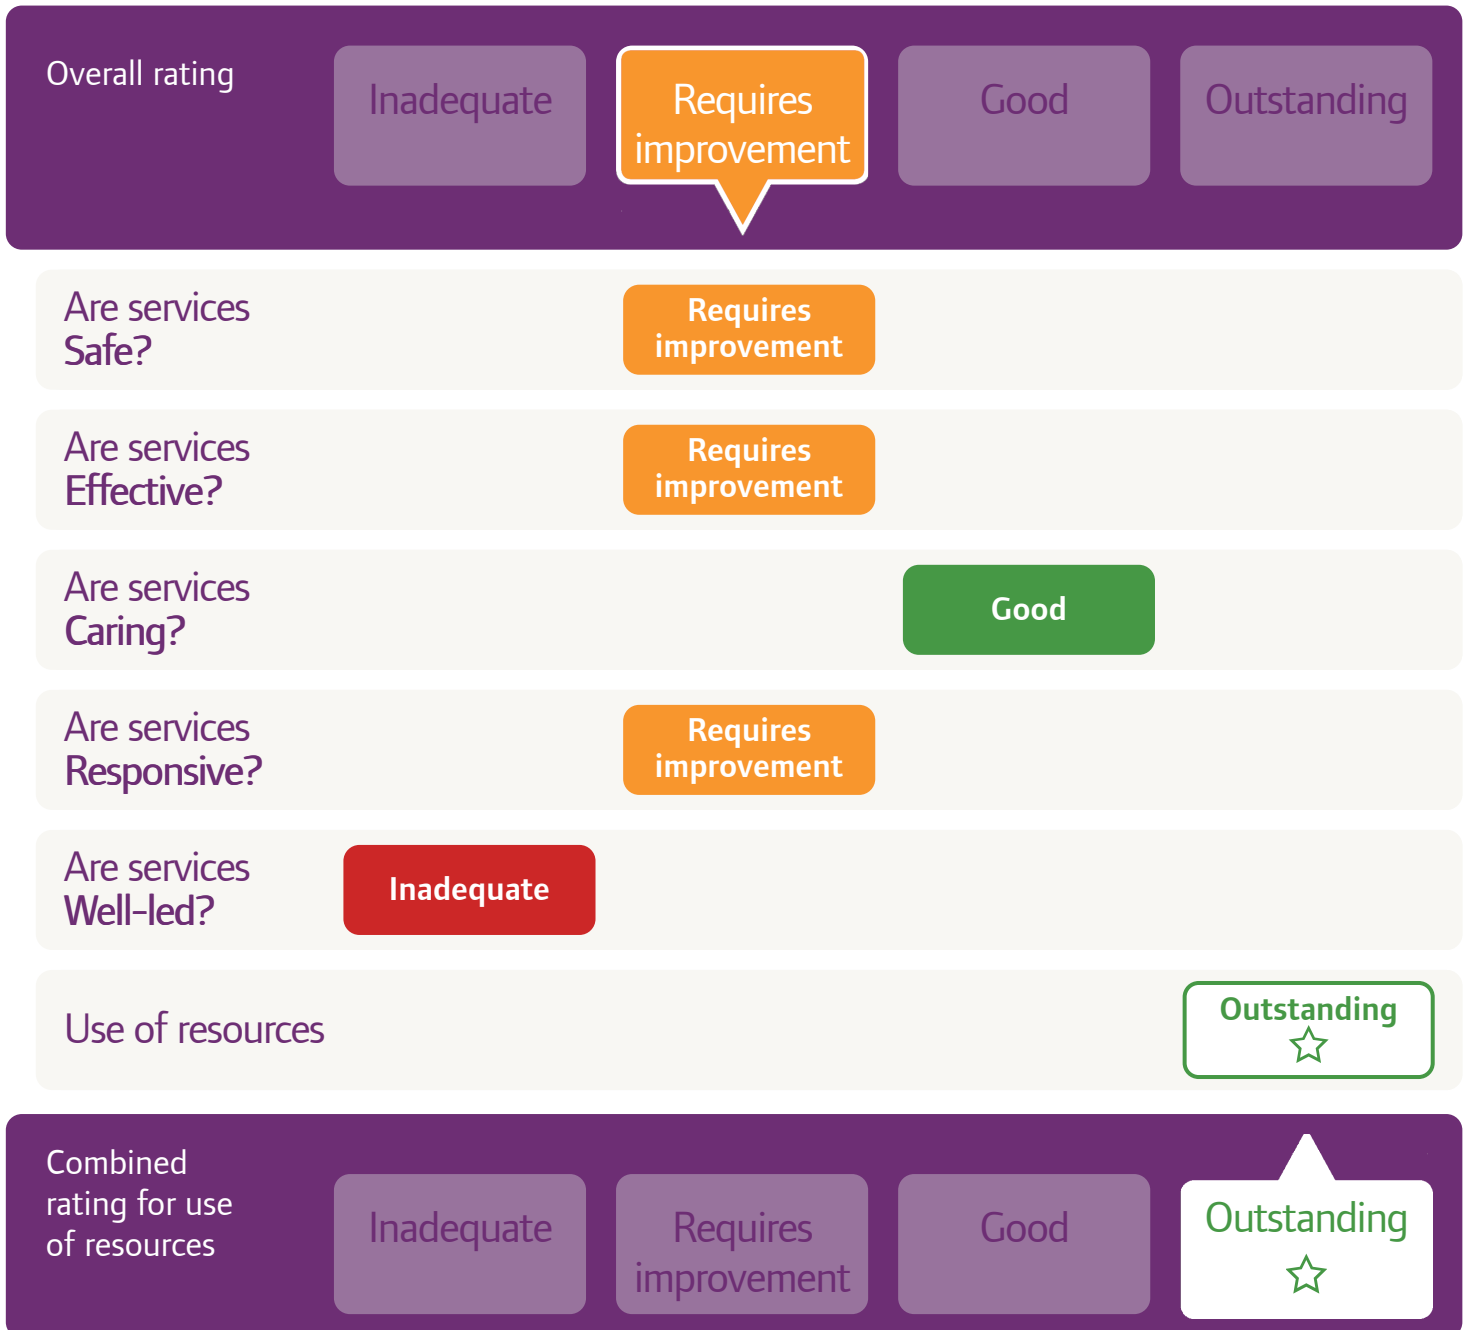 Overall rating
Inadequate
Requires
improvement
Good
Outstanding
Are services
Safe?
Requires
improvement
Are services
Effective?
Requires
improvement
Are services
Caring?
Good
Are services
Responsive?
Requires
improvement
Are services
Well-led?
Inadequate
Use of resources
Outstanding
Combined
rating for use
of resources
Inadequate
Requires
improvement
Good
Outstanding